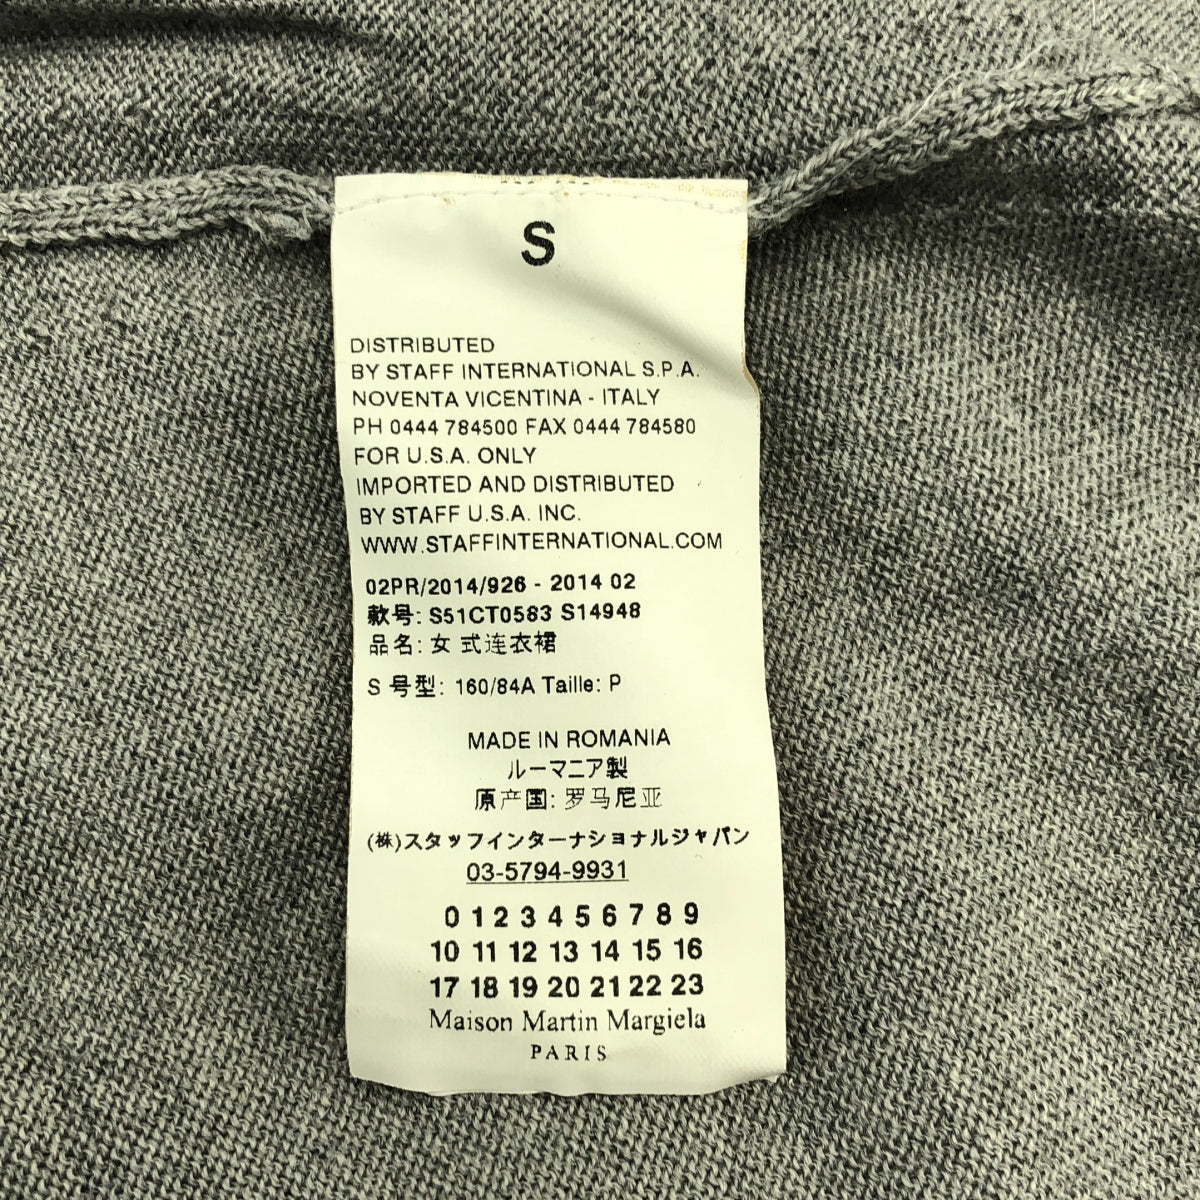 S
DISTRIBUTED
BY STAFF INTERNATIONAL S.P.A.
NOVENTA VICENTINA - ITALY
PH 0444 784500 FAX 0444 784580
FOR U.S.A. ONLY
IMPORTED AND DISTRIBUTED
BY STAFF U.S.A. INC.
WWW.STAFFINTERNATIONAL.COM
02PR/2014/926 - 2014 02
款号: S51CT0583 S14948
品名: 女 式连衣裙
S 号型: 160/84A Taille: P
MADE IN ROMANIA
ルーマニア製
原产国: 罗马尼亚
(株)スタッフインターナショナルジャパン
03-5794-9931
0 1 2 3 4 5 6 7 8 9
10 11 12 13 14 15 16
17 18 19 20 21 22 23
Maison Martin Margiela
PARIS